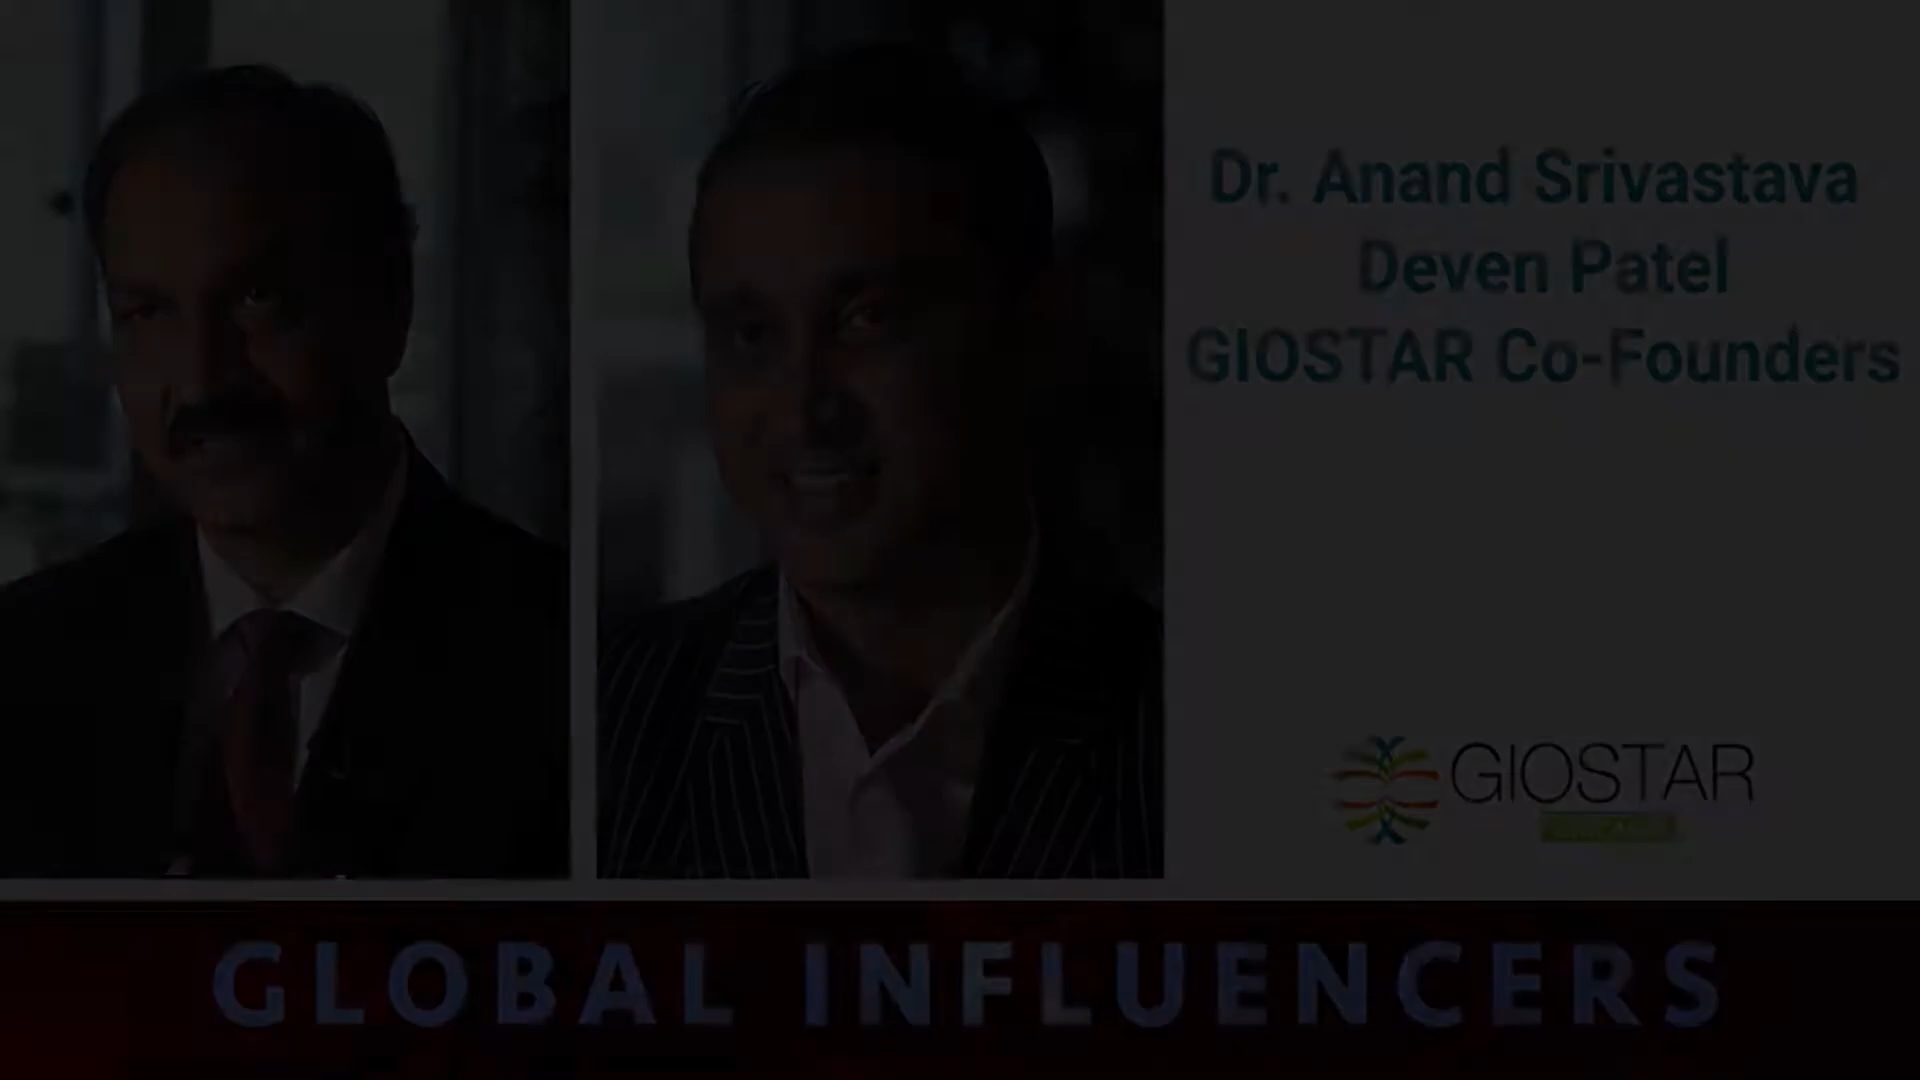 Dr. Anand Srivastava
Deven Patel
GIOSTAR Co-Founders
GIOSTAR
GLOBAL INFLUENCERS